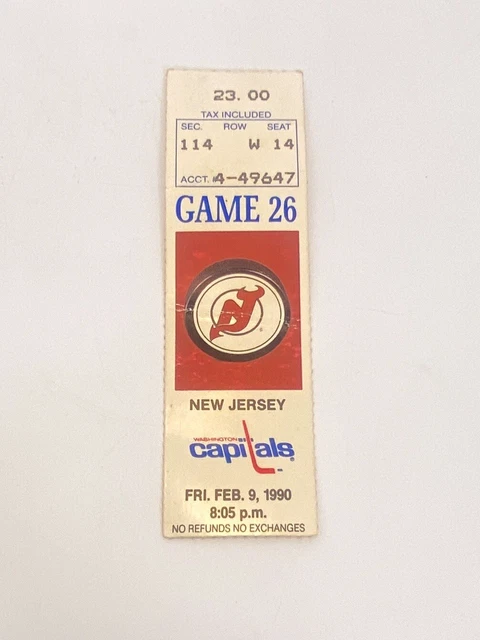 23. 00
TAX INCLUDED
SEC. ROW SEAT
114 W 14
ACCT. # 4-49647
GAME 26
NEW JERSEY
WASHINGTON
capitals
FRI. FEB. 9, 1990
8:05 p.m.
NO REFUNDS NO EXCHANGES